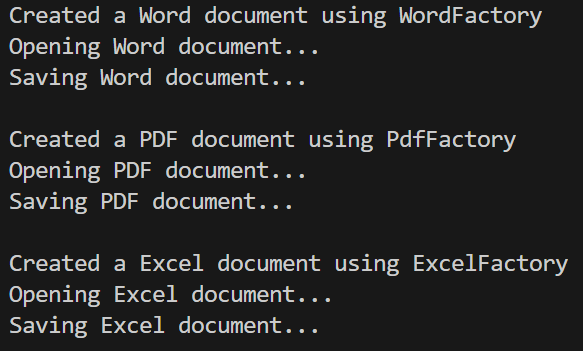 Created a Word document using WordFactory
Opening Word document...
Saving Word document...

Created a PDF document using PdfFactory
Opening PDF document...
Saving PDF document...

Created a Excel document using ExcelFactory
Opening Excel document...
Saving Excel document...